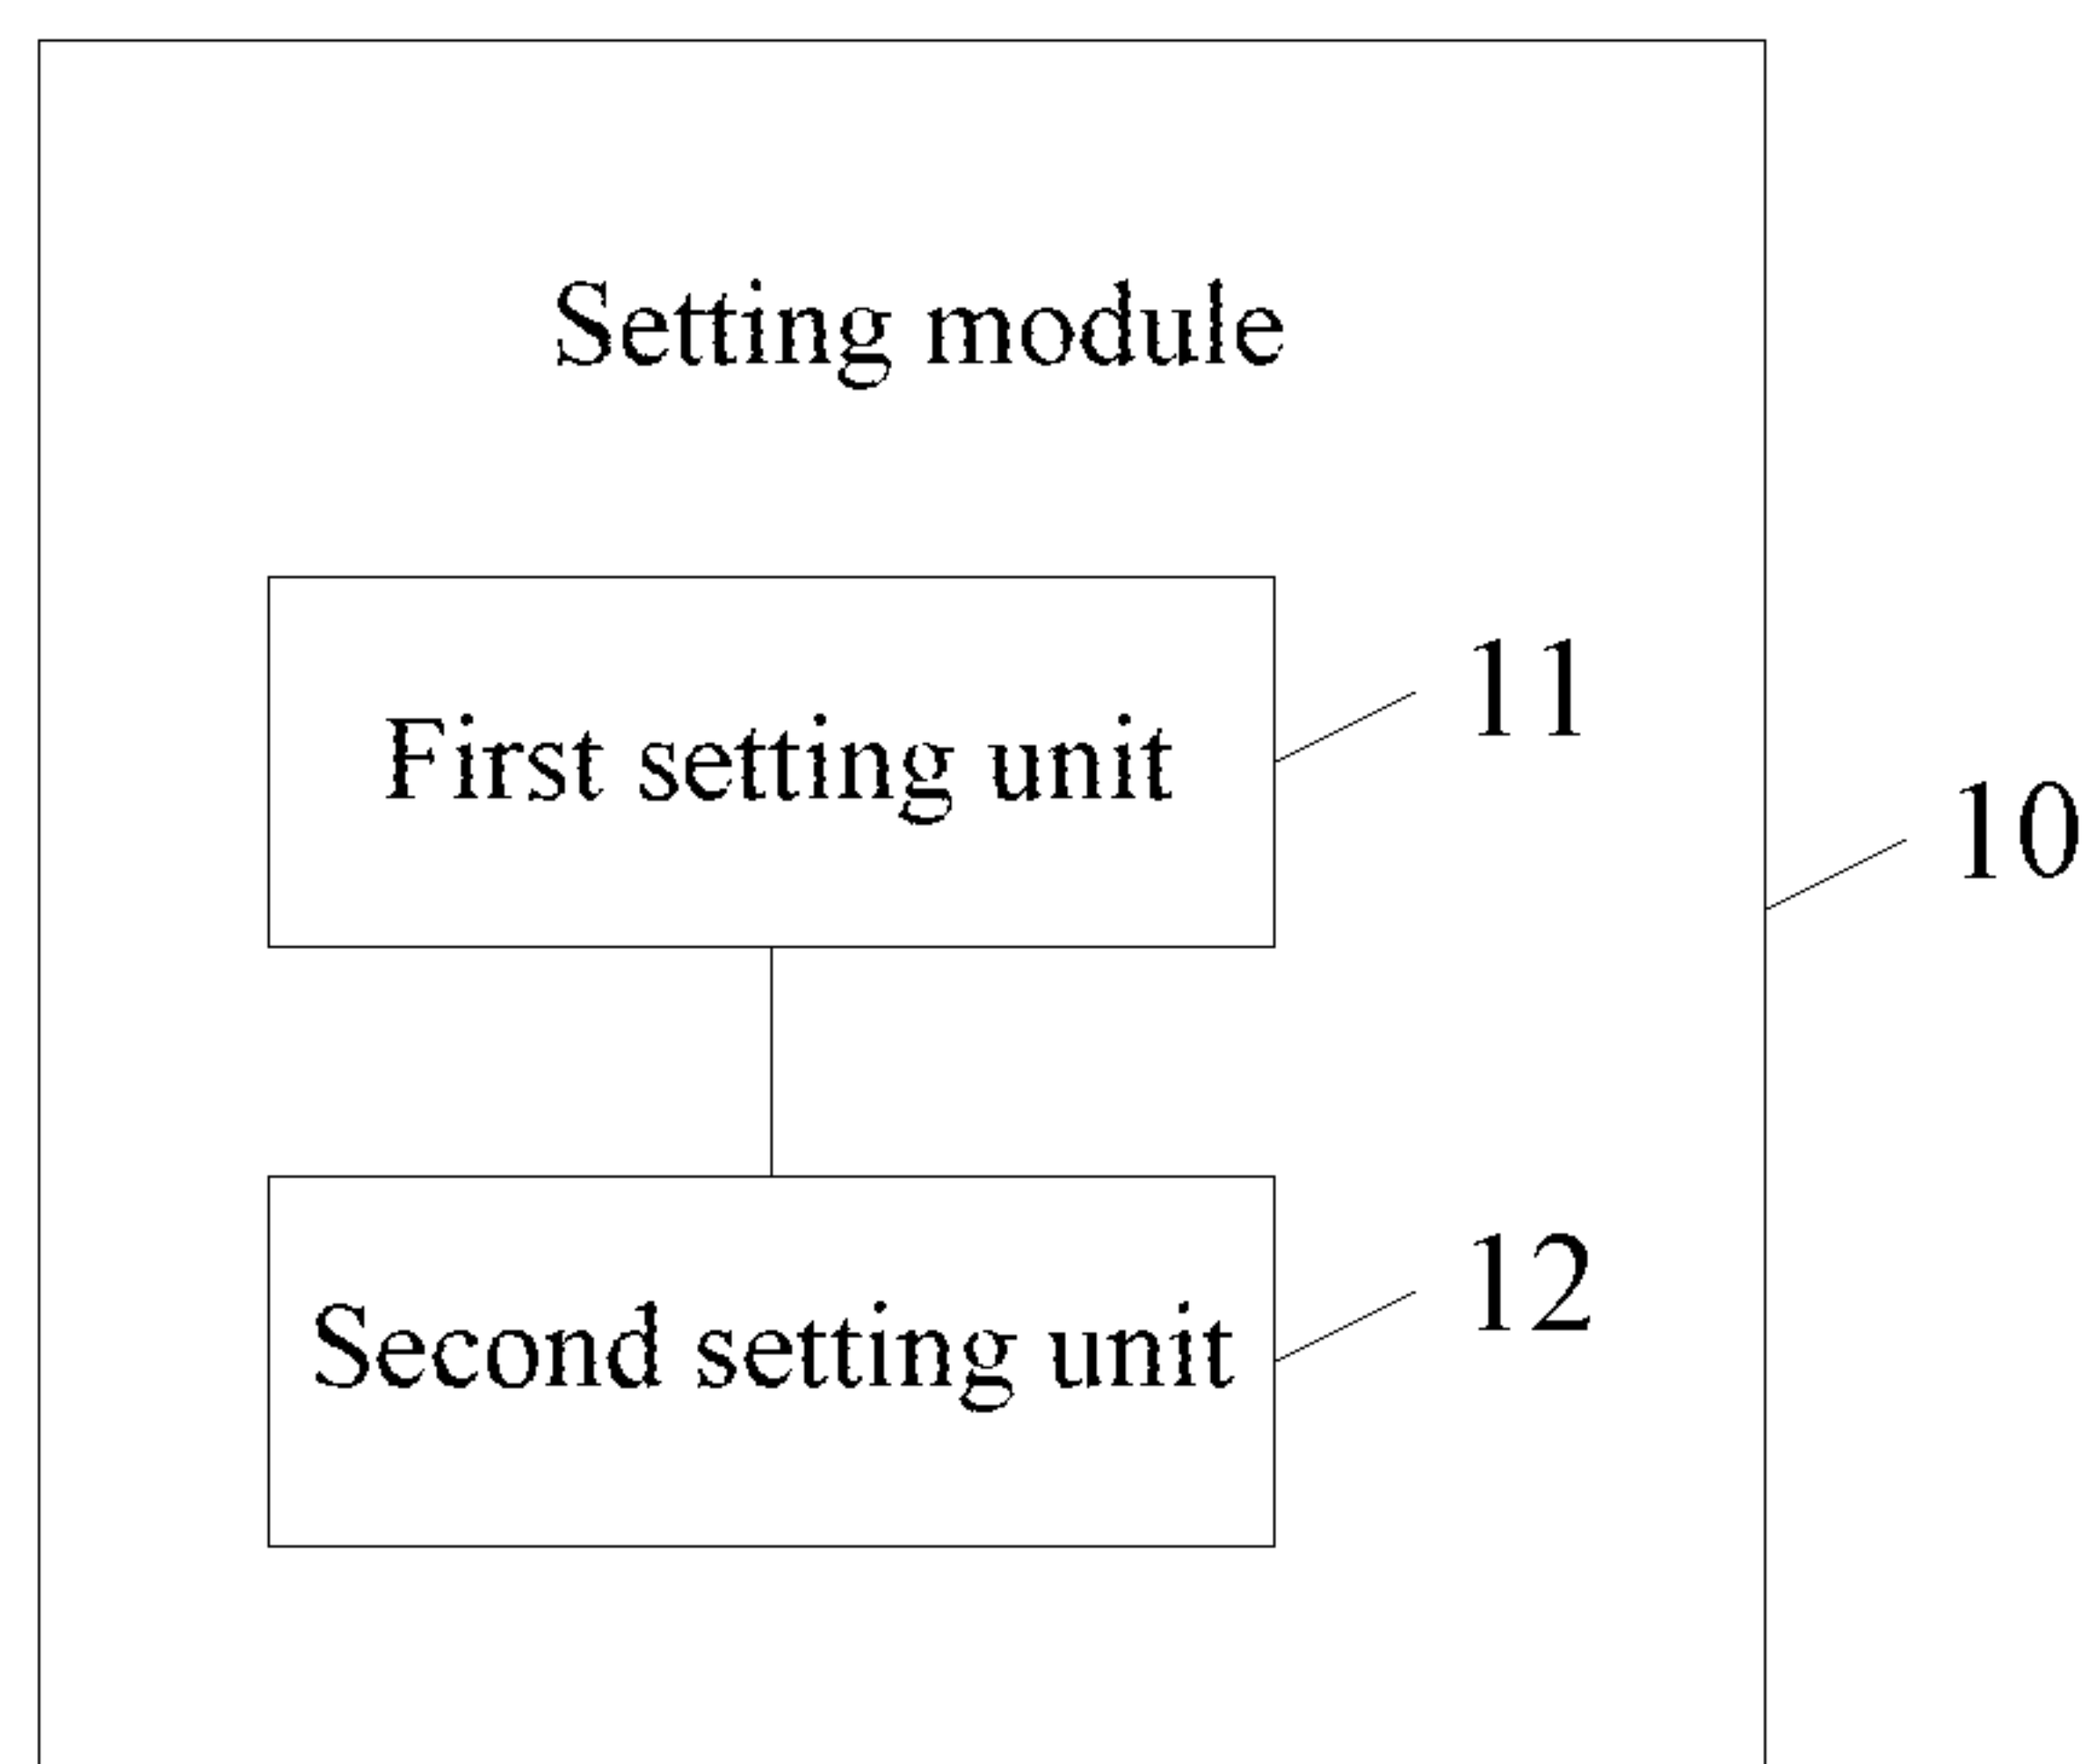 Setting module
First setting unit
11
10
Second setting unit
12